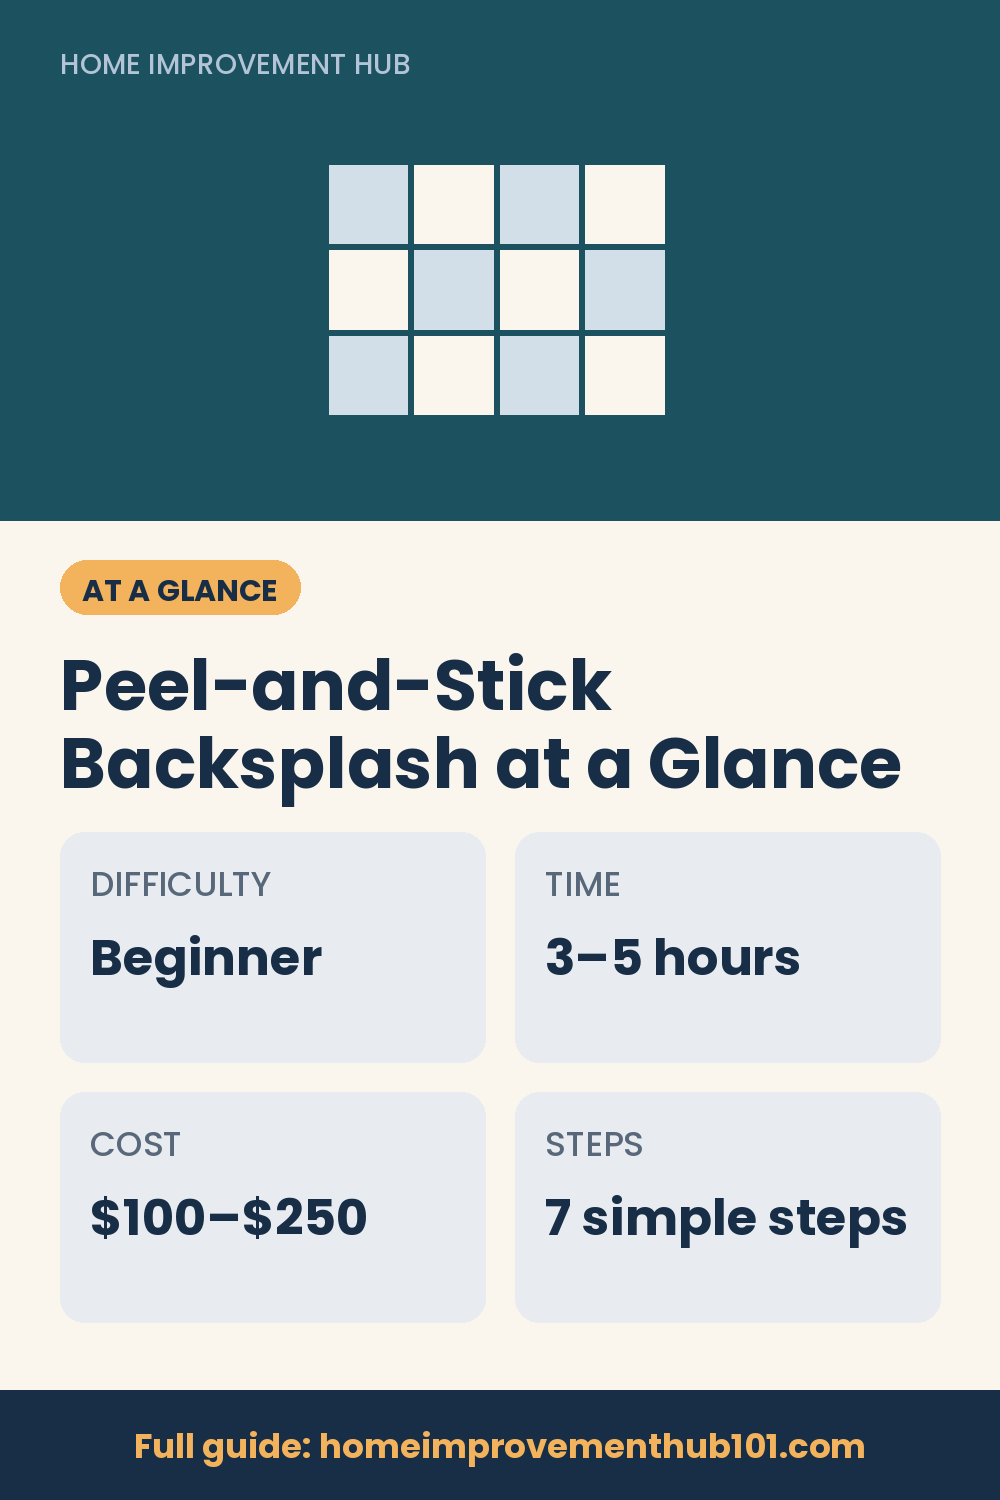 HOME IMPROVEMENT HUB
AT A GLANCE
Peel-and-Stick
Backsplash at a Glance
DIFFICULTY
Beginner
TIME
3–5 hours
COST
$100–$250
STEPS
7 simple steps
Full guide: homeimprovementhub101.com